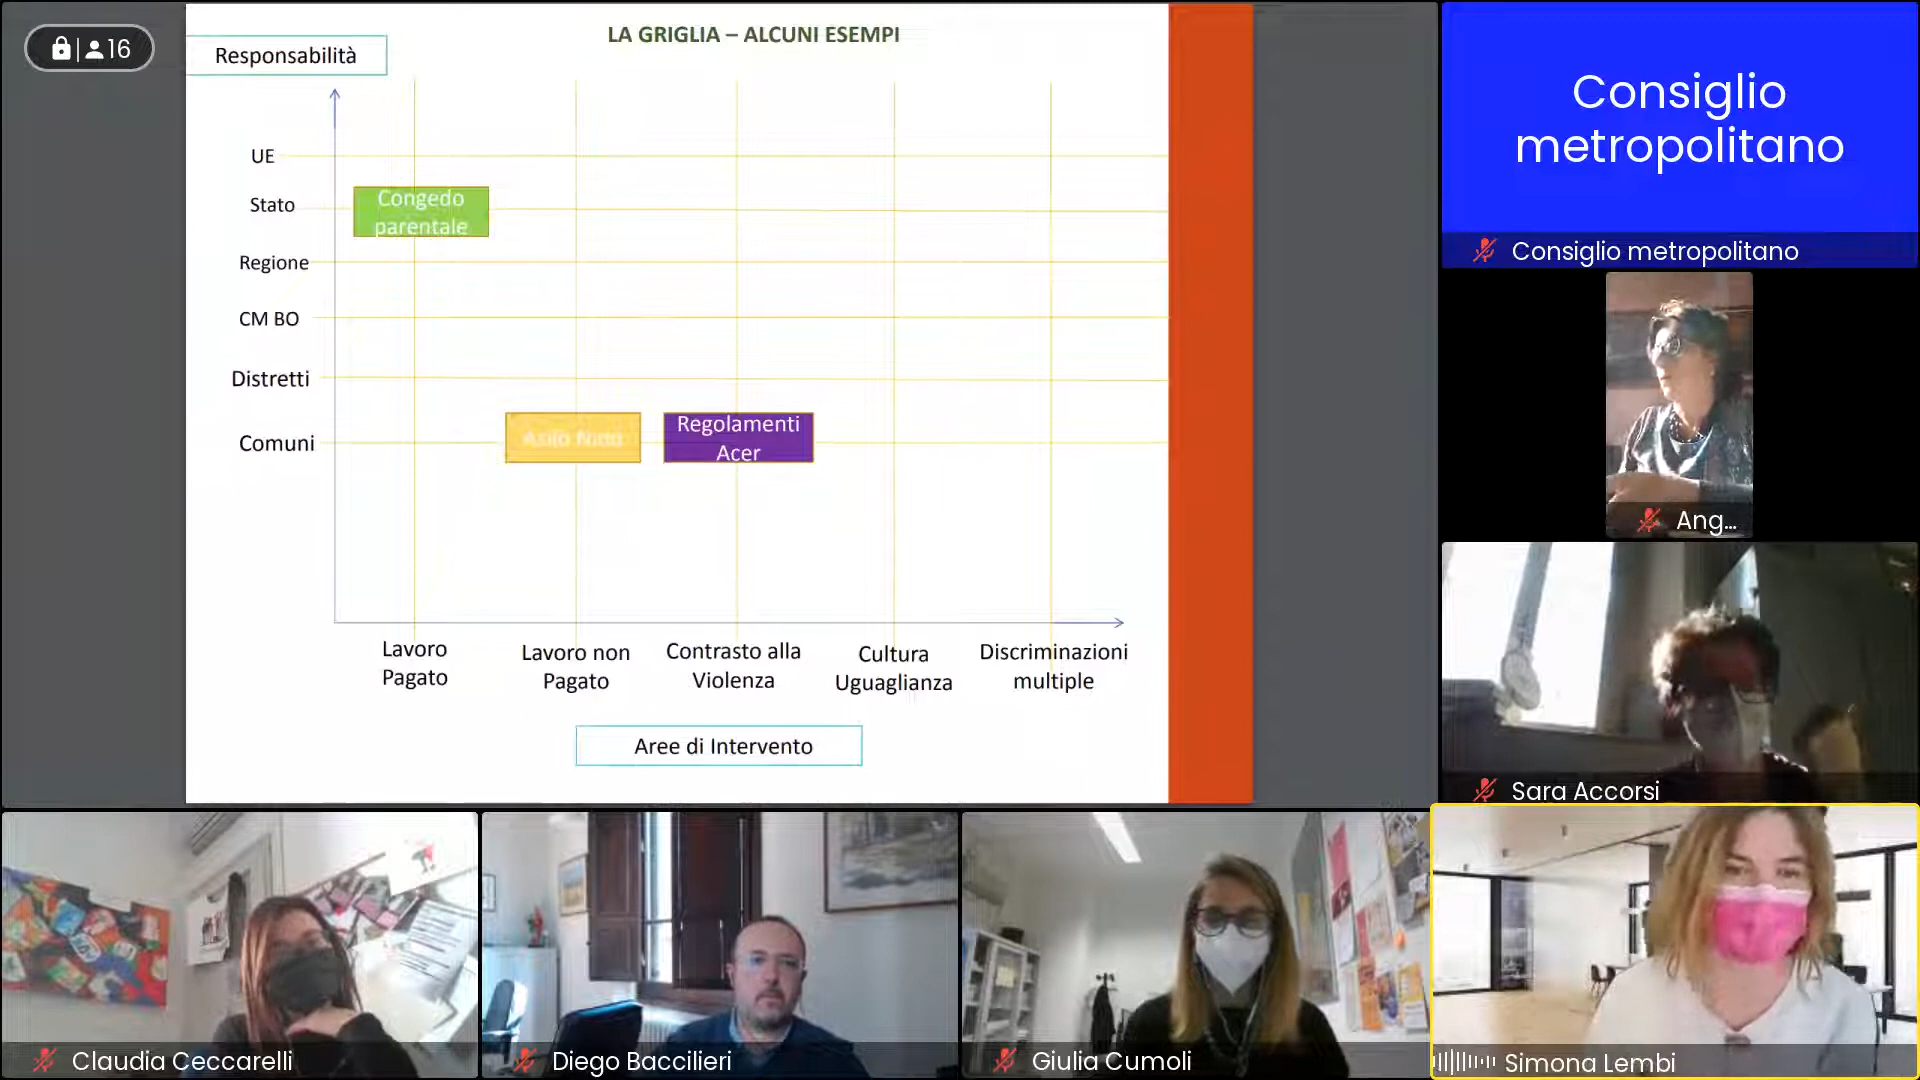 16
LA GRIGLIA – ALCUNI ESEMPI
Responsabilità
UE
Stato
Congedo
parentale
Regione
CM BO
Distretti
Comuni
Asilo Nido
Regolamenti
Acer
Lavoro
Pagato
Lavoro non
Pagato
Contrasto alla
Violenza
Cultura
Uguaglianza
Discriminazioni
multiple
Aree di Intervento
Consiglio
metropolitano
Consiglio metropolitano
Ang...
Sara Accorsi
Claudia Ceccarelli
Diego Baccilieri
Giulia Cumoli
Simona Lembi